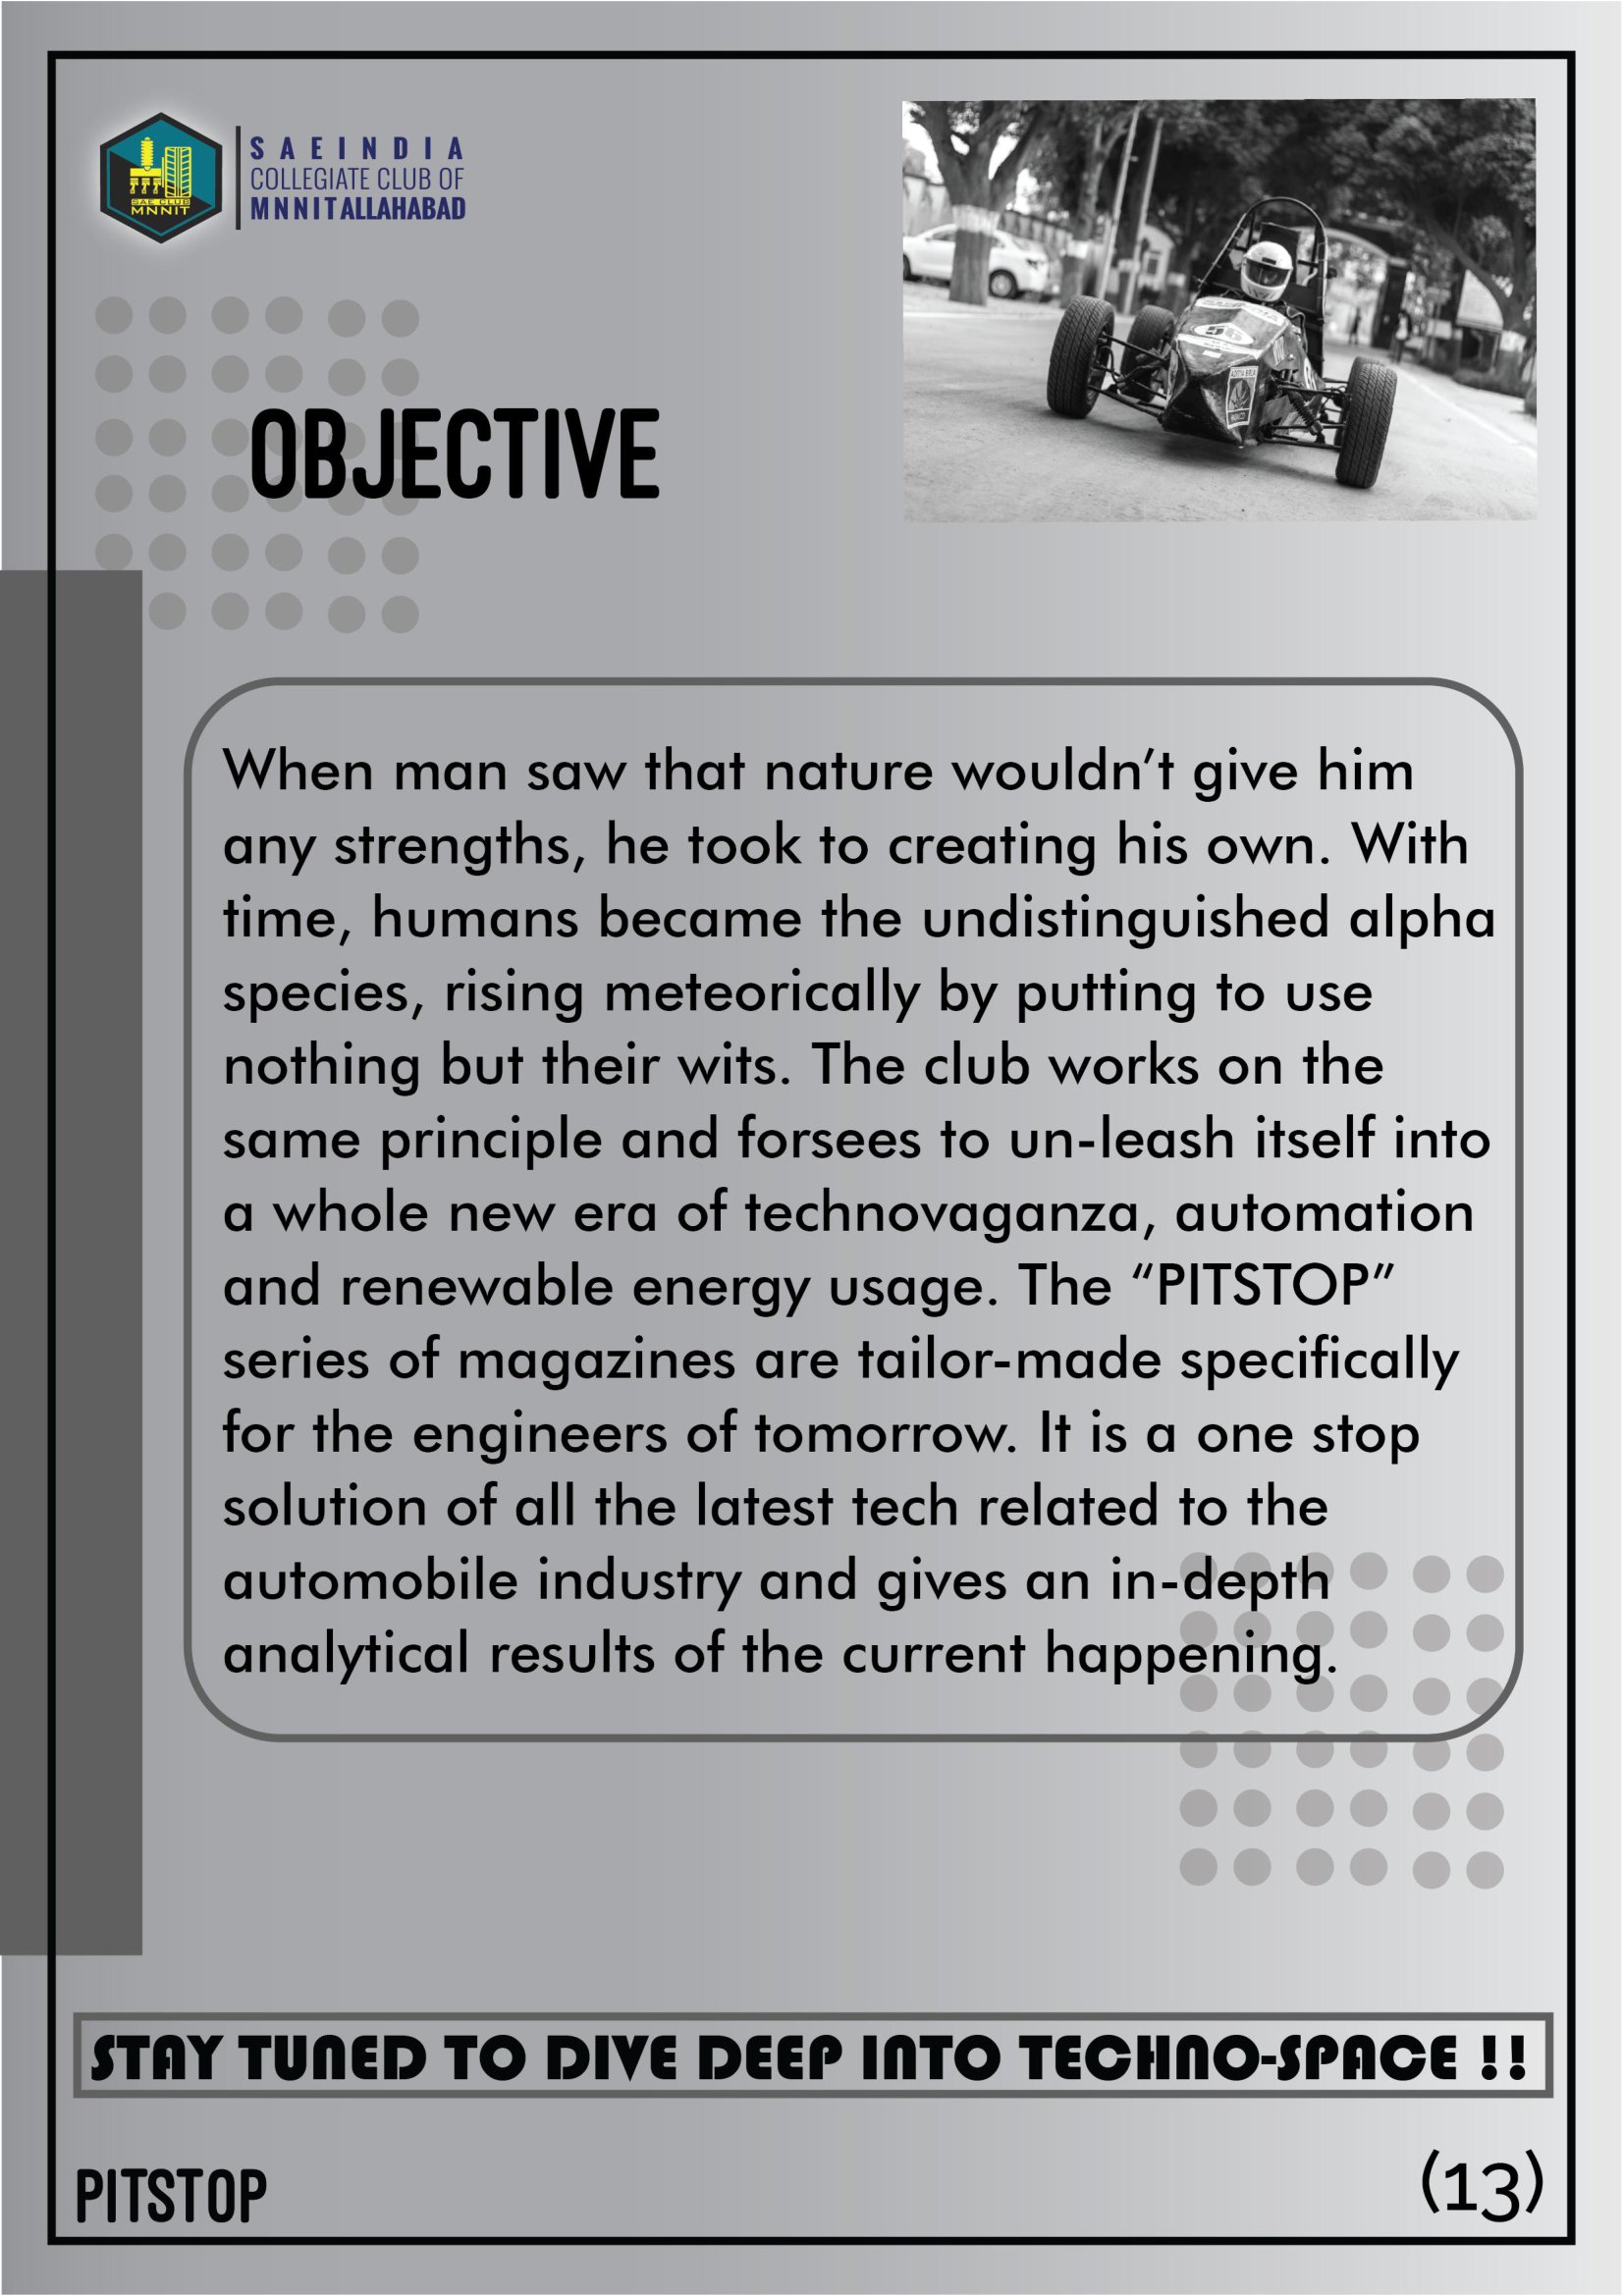 SAE CLUB
MNNIT
SAEINDIA
COLLEGIATE CLUB OF
MNNIT ALLAHABAD
56
ADITYA BIRLA
OBJECTIVE
When man saw that nature wouldn't give him
any strengths, he took to creating his own. With
time, humans became the undistinguished alpha
species, rising meteorically by putting to use
nothing but their wits. The club works on the
same principle and forsees to un-leash itself into
a whole new era of technovaganza, automation
and renewable energy usage. The “PITSTOP”
series of magazines are tailor-made specifically
for the engineers of tomorrow. It is a one stop
solution of all the latest tech related to the
automobile industry and gives an in-depth
analytical results of the current happening.
STAY TUNED TO DIVE DEEP INTO TECHNO-SPACE !!
PITSTOP
(13)